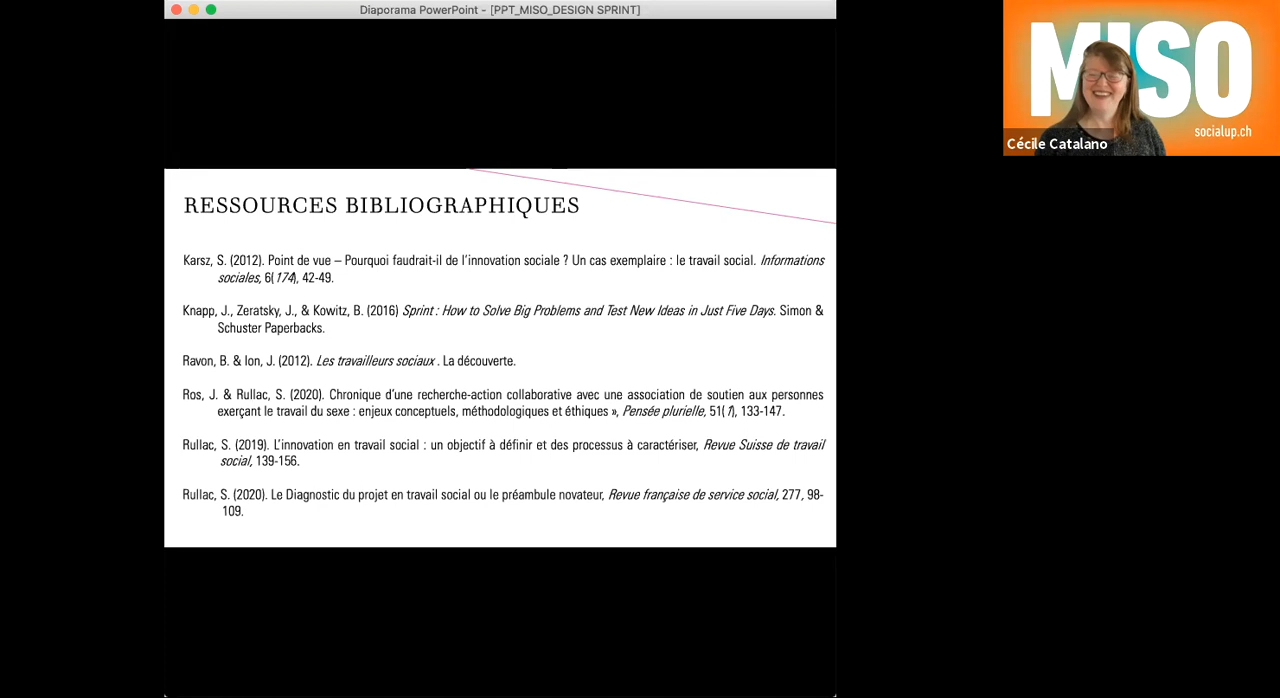 Diaporama PowerPoint - [PPT_MISO_DESIGN SPRINT]
MISO
socialup.ch
Cécile Catalano
RESSOURCES BIBLIOGRAPHIQUES
Karsz, S. (2012). Point de vue – Pourquoi faudrait-il de l'innovation sociale ? Un cas exemplaire : le travail social. Informations
sociales, 6(174), 42-49.
Knapp, J., Zeratsky, J., & Kowitz, B. (2016) Sprint : How to Solve Big Problems and Test New Ideas in Just Five Days. Simon &
Schuster Paperbacks.
Ravon, B. & Ion, J. (2012). Les travailleurs sociaux . La découverte.
Ros, J. & Rullac, S. (2020). Chronique d'une recherche-action collaborative avec une association de soutien aux personnes
exerçant le travail du sexe : enjeux conceptuels, méthodologiques et éthiques », Pensée plurielle, 51(1), 133-147.
Rullac, S. (2019). L'innovation en travail social : un objectif à définir et des processus à caractériser, Revue Suisse de travail
social, 139-156.
Rullac, S. (2020). Le Diagnostic du projet en travail social ou le préambule novateur, Revue française de service social, 277, 98-
109.